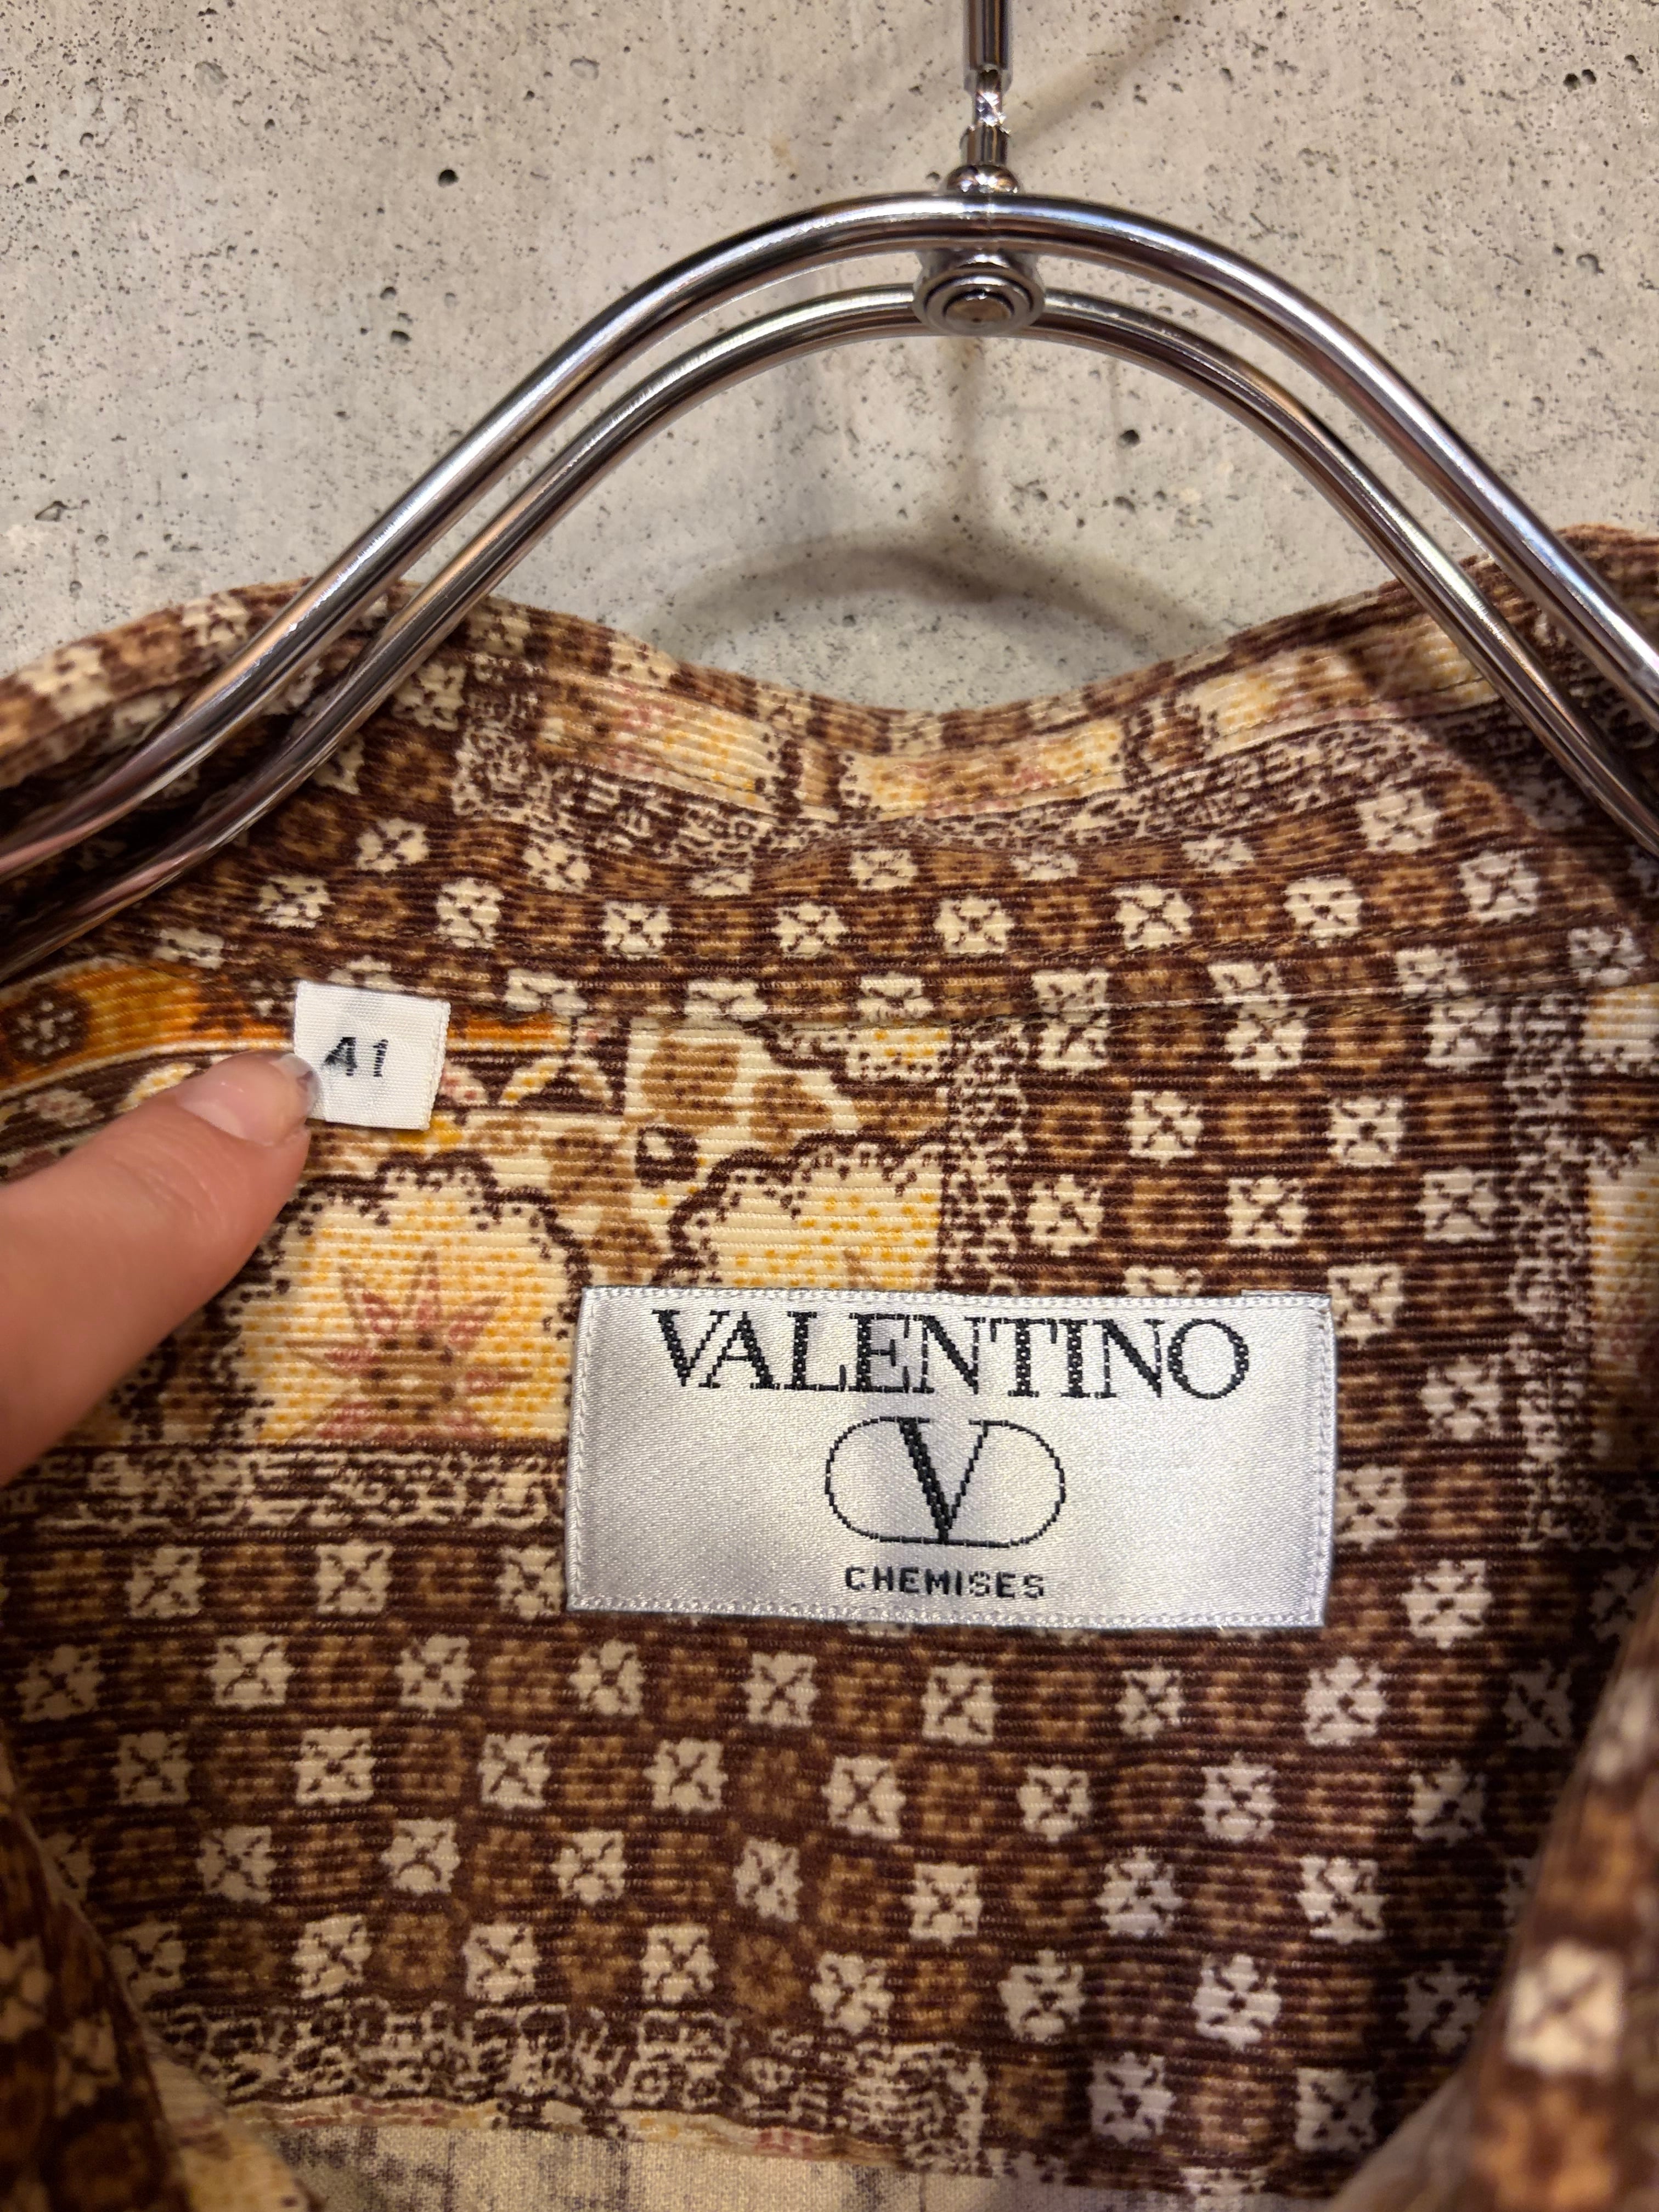 41
VALENTINO
V
CHEMISES